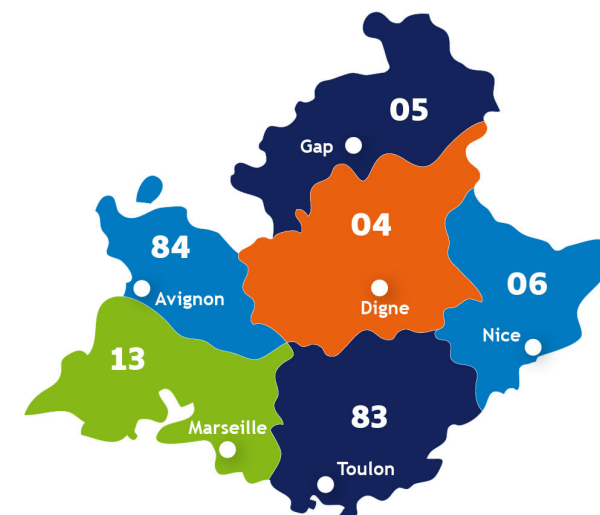 05
Gap
04
84
06
Avignon
Digne
Nice
13
83
Marseille
Toulon